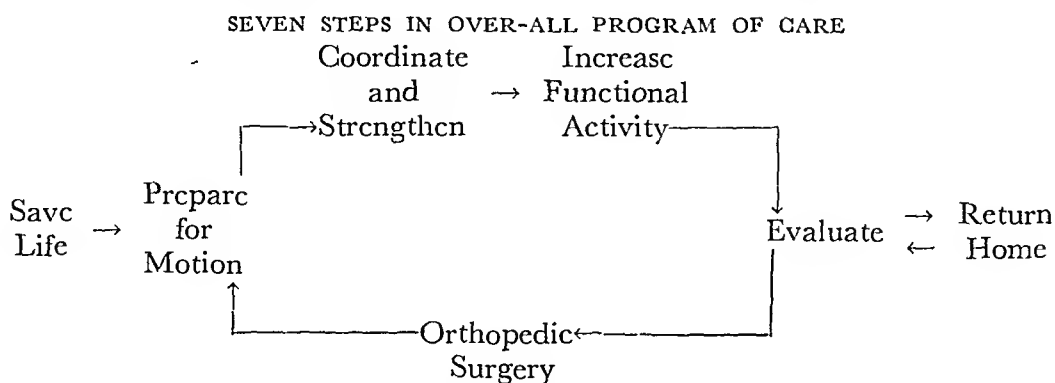 SEVEN STEPS IN OVER-ALL PROGRAM OF CARE
Coordinate
and
Strengthen
→
Increase
Functional
Activity
Save
Life
→
Prepare
for
Motion
Evaluate
→
←
Return
Home
Orthopedic
Surgery